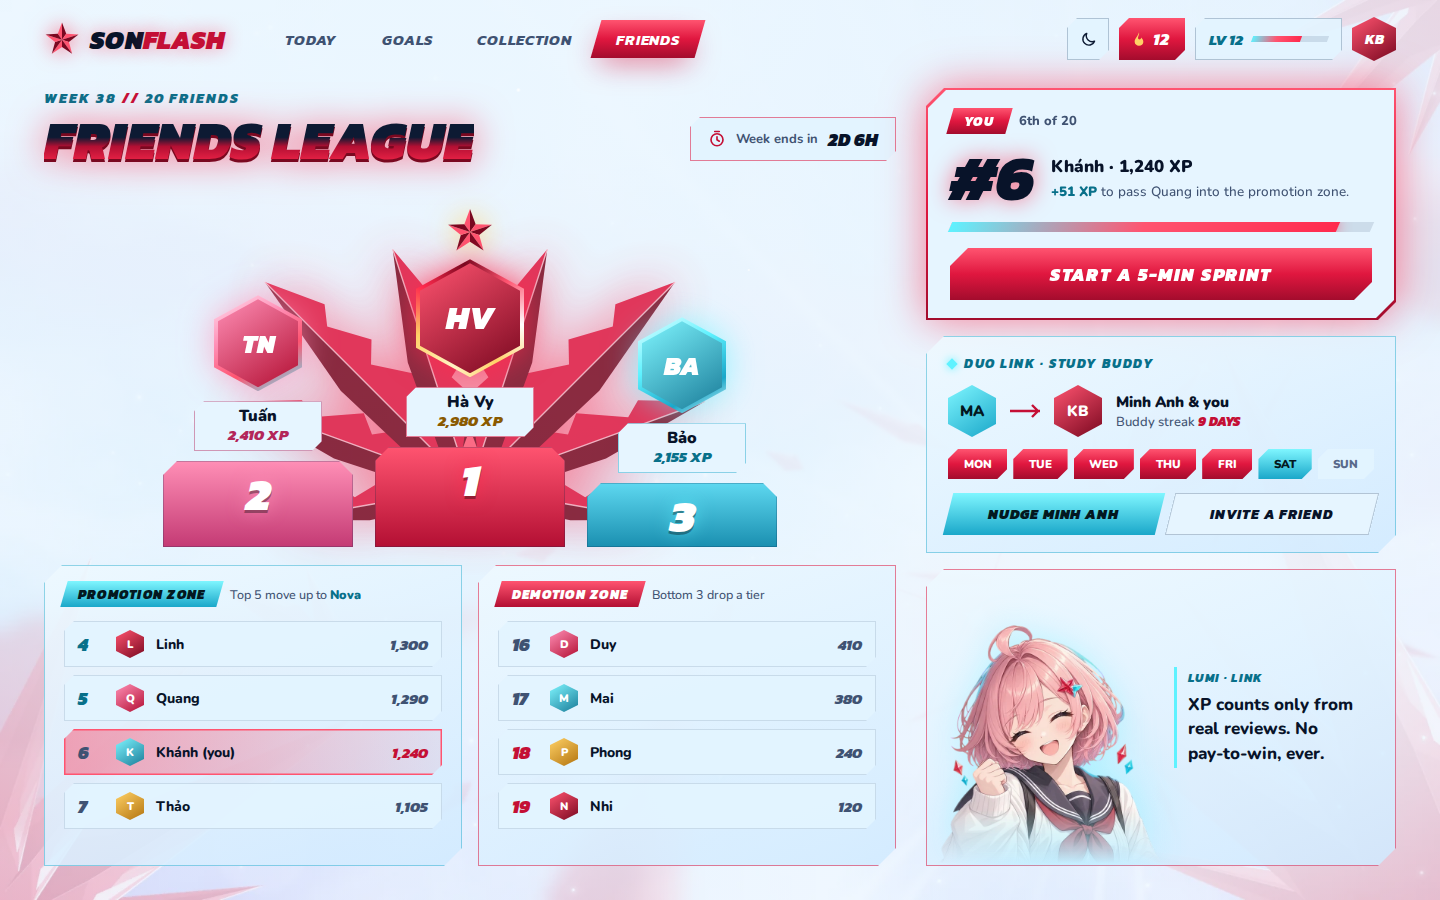 SONFLASH
TODAY
GOALS
COLLECTION
FRIENDS
12
LV 12
KB
WEEK 38 // 20 FRIENDS
FRIENDS LEAGUE
Week ends in 2D 6H
HV
TN
BA
Hà Vy
2,980 XP
Tuấn
2,410 XP
Bảo
2,155 XP
1
2
3
PROMOTION ZONE
Top 5 move up to Nova
4 L Linh 1,300
5 Q Quang 1,290
6 K Khánh (you) 1,240
7 T Thảo 1,105
DEMOTION ZONE
Bottom 3 drop a tier
16 D Duy 410
17 M Mai 380
18 P Phong 240
19 N Nhi 120
YOU
6th of 20
#6
Khánh · 1,240 XP
+51 XP to pass Quang into the promotion zone.
START A 5-MIN SPRINT
DUO LINK · STUDY BUDDY
MA
KB
Minh Anh & you
Buddy streak 9 DAYS
MON
TUE
WED
THU
FRI
SAT
SUN
NUDGE MINH ANH
INVITE A FRIEND
LUMI · LINK
XP counts only from
real reviews. No
pay-to-win, ever.